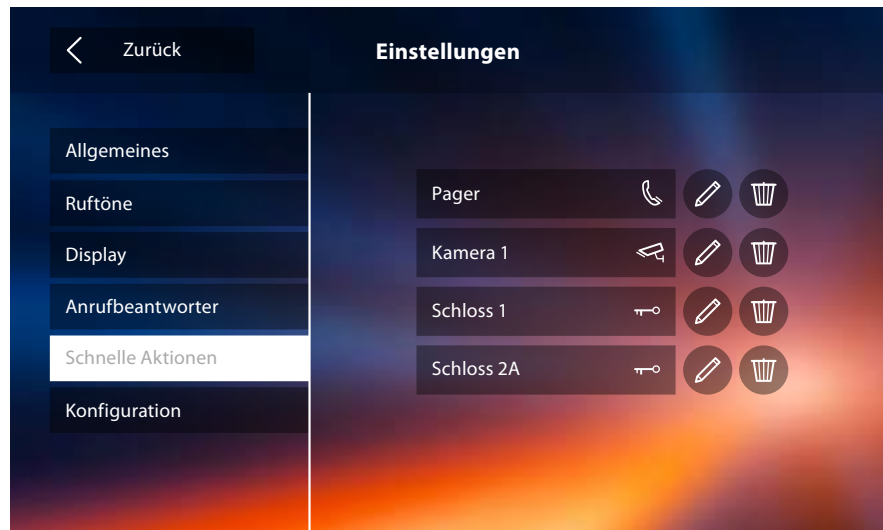 Zurück
Einstellungen
Allgemeines
Ruftöne
Display
Anrufbeantworter
Schnelle Aktionen
Konfiguration
Pager
Kamera 1
Schloss 1
Schloss 2A